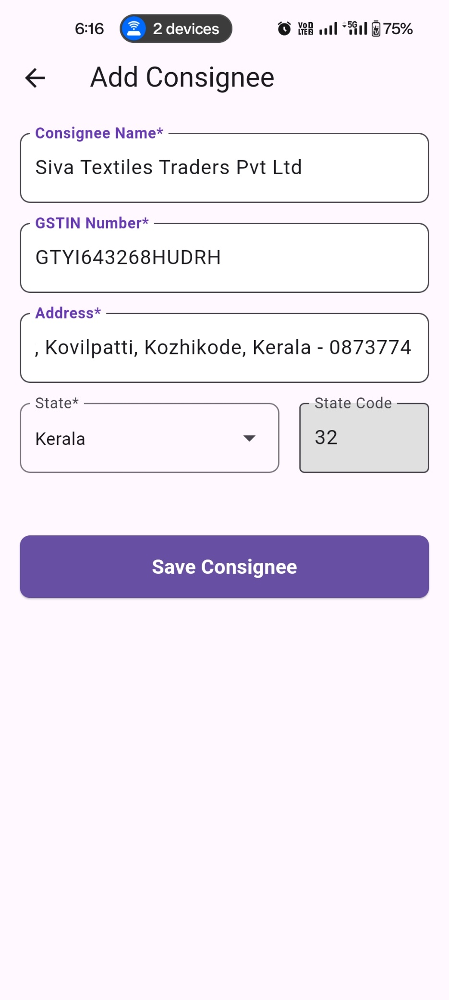 6:16 2 devices VoD LTE2 5G 75%
Add Consignee
Consignee Name*
Siva Textiles Traders Pvt Ltd
GSTIN Number*
GTYI643268HUDRH
Address*
, Kovilpatti, Kozhikode, Kerala - 0873774
State* State Code
Kerala 32
Save Consignee